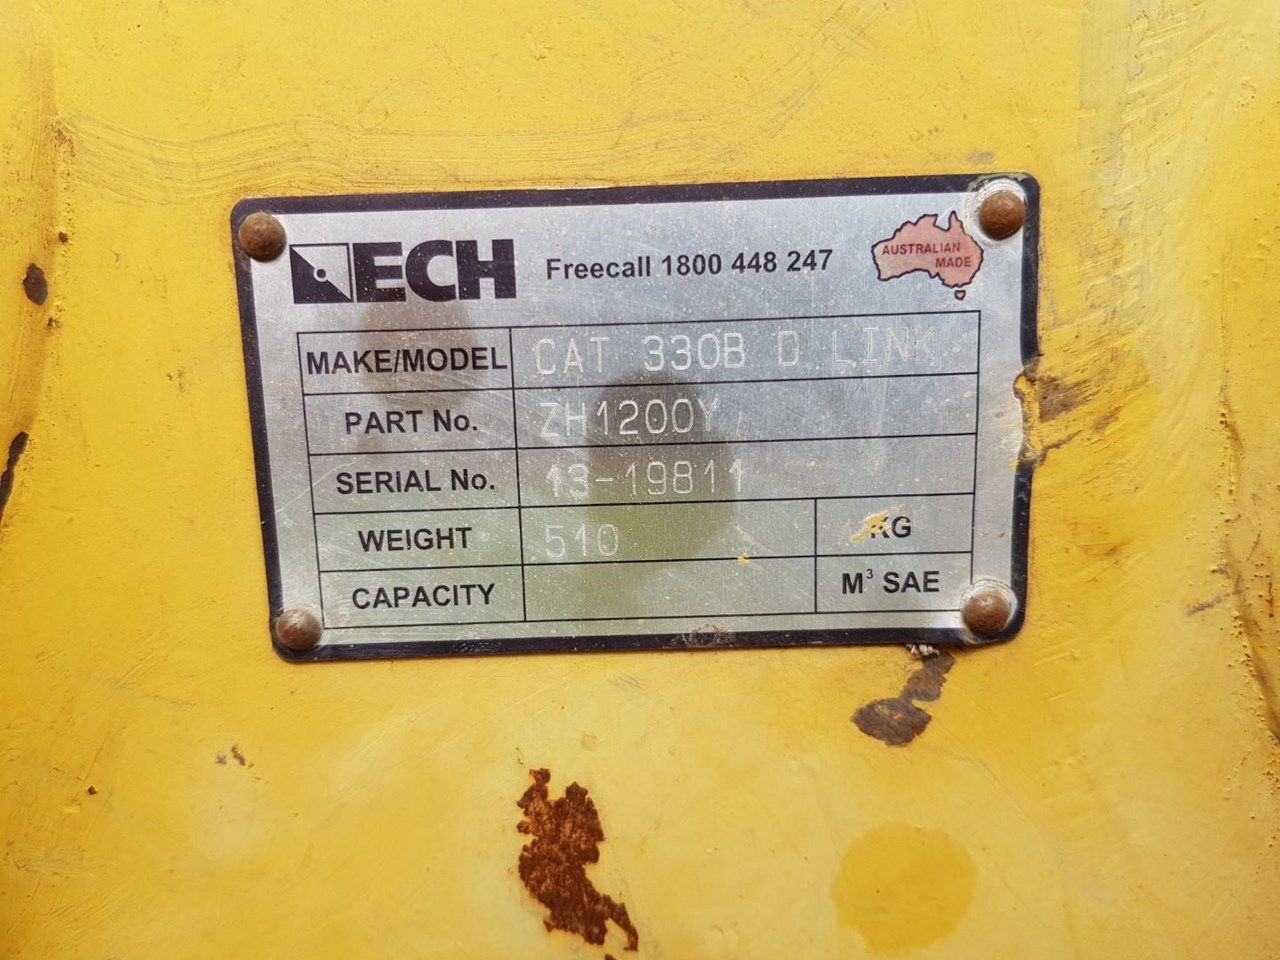 ECH Freecall 1800 448 247 AUSTRALIAN MADE
MAKE/MODEL CAT 330B D LINK
PART No. ZH1200Y
SERIAL No. 13-19811
WEIGHT 510 KG
CAPACITY M³ SAE